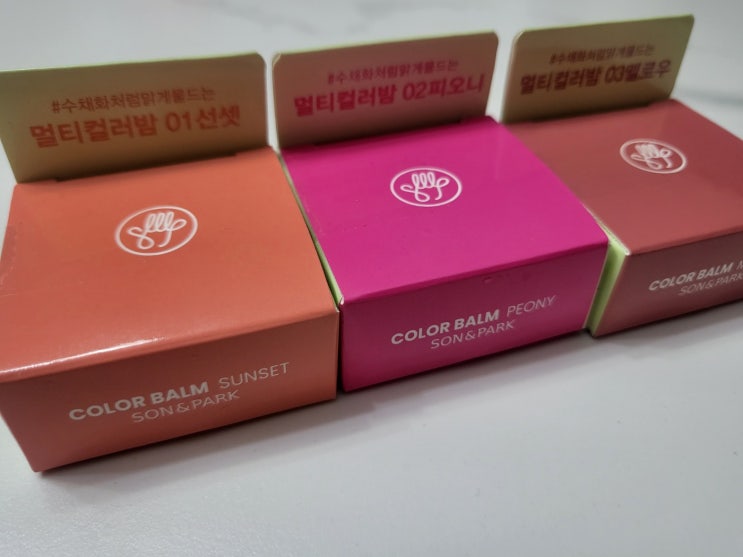 #수채화처럼맑게물드는
멀티컬러밤 01선셋
COLOR BALM SUNSET
SON&PARK
#수채화처럼맑게물드는
멀티컬러밤 02피오니
COLOR BALM PEONY
SON&PARK
#수채화처럼맑게물드는
멀티컬러밤 03멜로우
COLOR BALM
SON&PARK